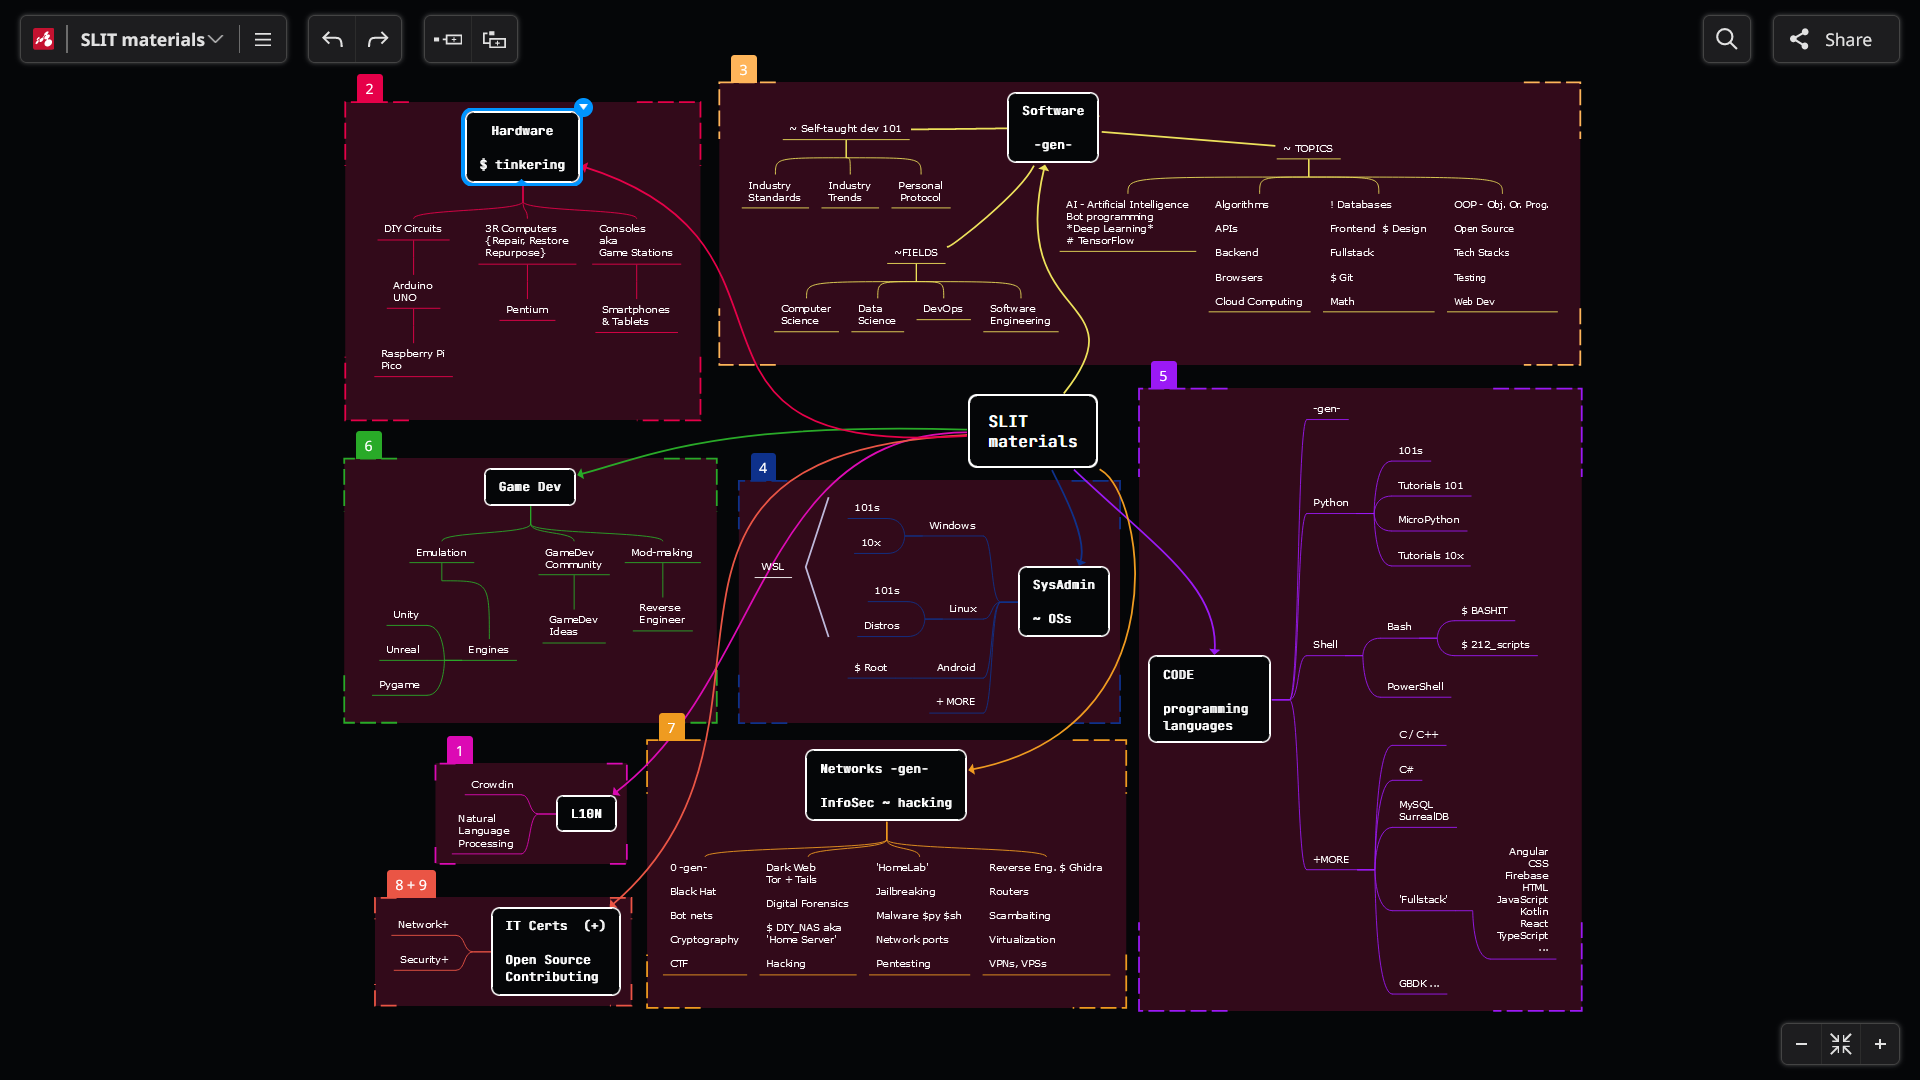 SLIT materials
Share
2
Hardware
$ tinkering
DIY Circuits
Arduino
UNO
Raspberry Pi
Pico
3R Computers
{Repair, Restore
Repurpose}
Pentium
Consoles
aka
Game Stations
Smartphones
& Tablets
3
Software
-gen-
~ Self-taught dev 101
Industry
Standards
Industry
Trends
Personal
Protocol
~FIELDS
Computer
Science
Data
Science
DevOps
Software
Engineering
~ TOPICS
AI - Artificial Intelligence
Bot programming
*Deep Learning*
# TensorFlow
Algorithms
APIs
Backend
Browsers
Cloud Computing
! Databases
Frontend $ Design
Fullstack
$ Git
Math
OOP - Obj. Or. Prog.
Open Source
Tech Stacks
Testing
Web Dev
SLIT
materials
6
Game Dev
Emulation
Engines
Unity
Unreal
Pygame
GameDev
Community
GameDev
Ideas
Mod-making
Reverse
Engineer
4
SysAdmin
~ OSs
Windows
101s
10x
Linux
101s
Distros
WSL
Android
$ Root
+ MORE
5
CODE
programming
languages
-gen-
Python
101s
Tutorials 101
MicroPython
Tutorials 10x
Shell
Bash
$ BASHIT
$ 212_scripts
PowerShell
+MORE
C / C++
C#
MySQL
SurrealDB
'Fullstack'
Angular
CSS
Firebase
HTML
JavaScript
Kotlin
React
TypeScript
...
GBDK ...
1
L10N
Crowdin
Natural
Language
Processing
8 + 9
IT Certs (+)
Open Source
Contributing
Network+
Security+
7
Networks -gen-
InfoSec ~ hacking
0 -gen-
Black Hat
Bot nets
Cryptography
CTF
Dark Web
Tor + Tails
Digital Forensics
$ DIY_NAS aka
'Home Server'
Hacking
'HomeLab'
Jailbreaking
Malware $py $sh
Network ports
Pentesting
Reverse Eng. $ Ghidra
Routers
Scambaiting
Virtualization
VPNs, VPSs